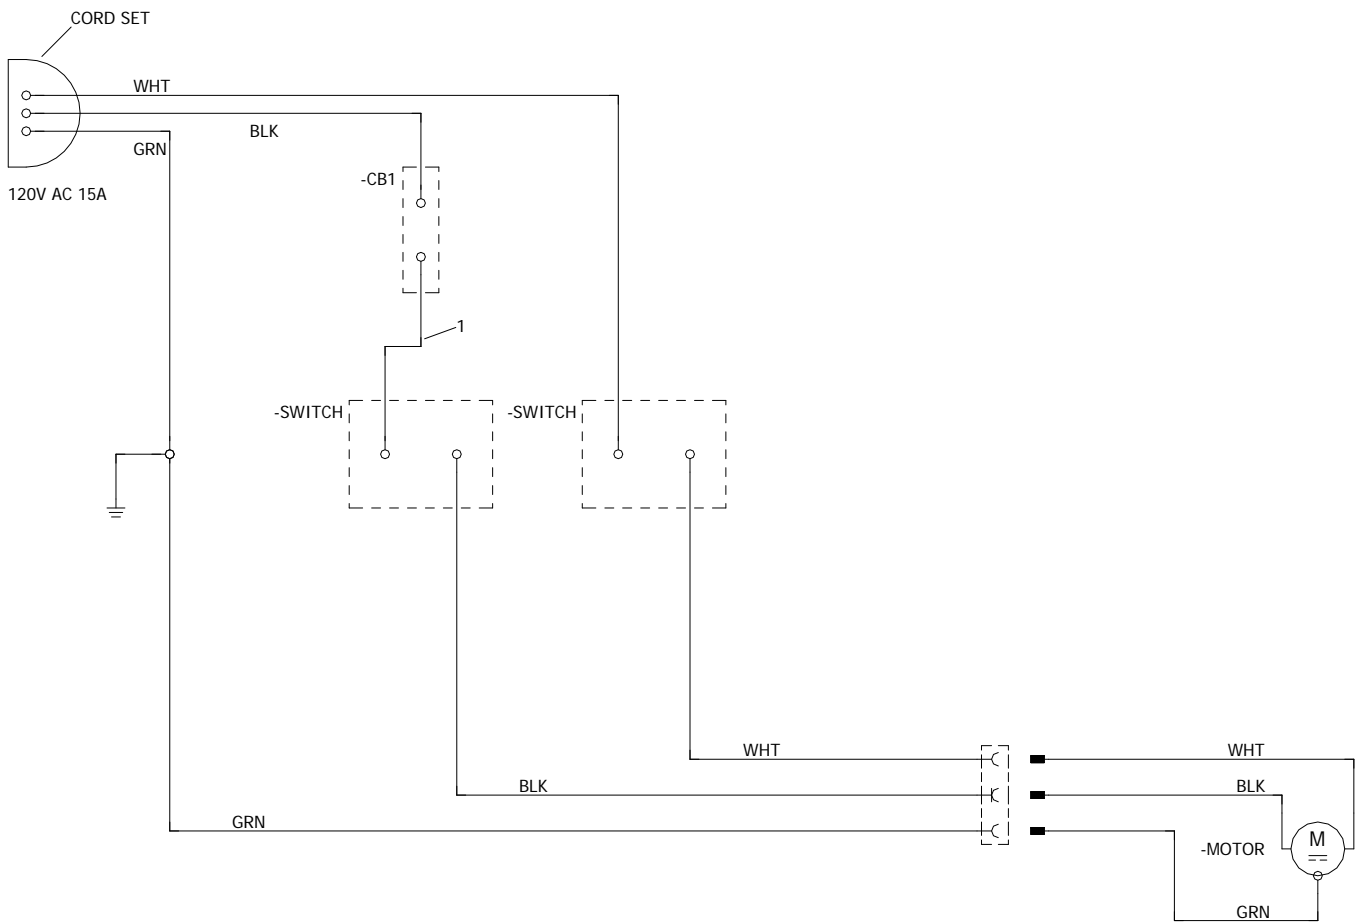 CORD SET
WHT
BLK
GRN
120V AC 15A
-CB1
1
-SWITCH
-SWITCH
WHT
WHT
BLK
BLK
GRN
-MOTOR
M
GRN